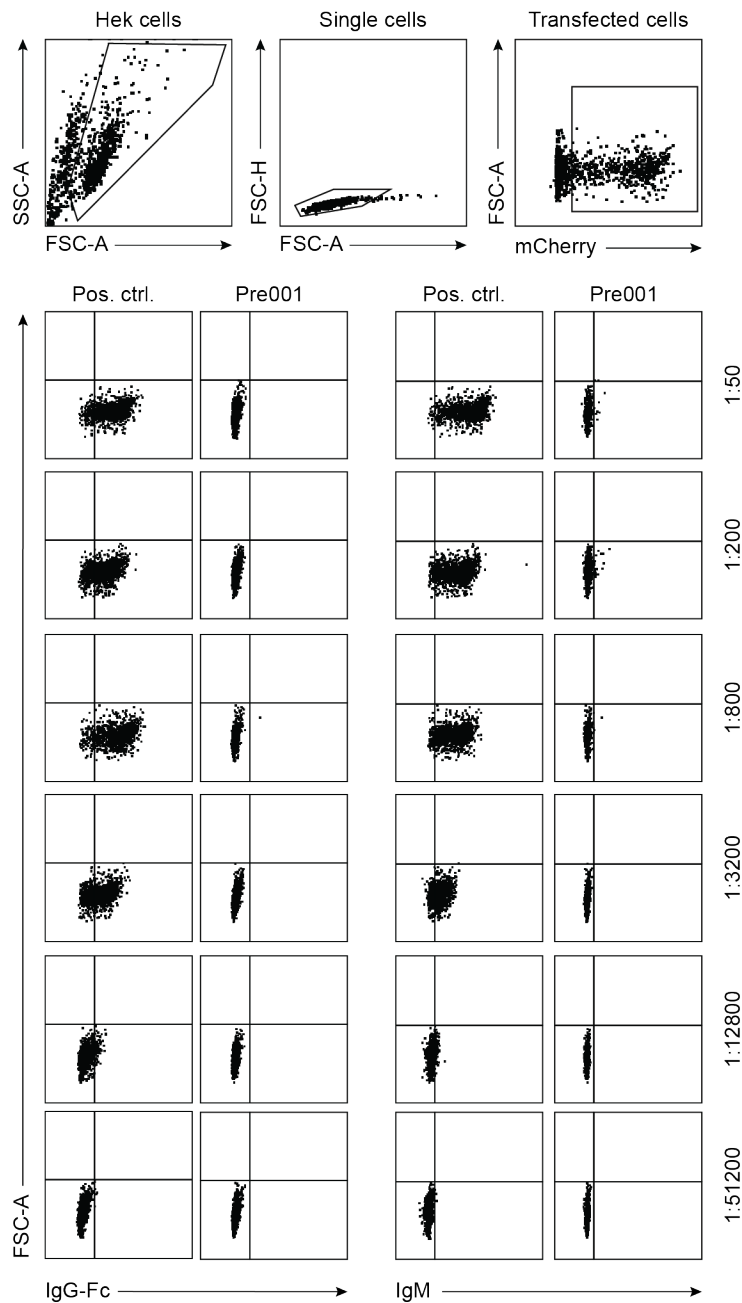 Hek cells
Single cells
Transfected cells
SSC-A
FSC-A
FSC-H
FSC-A
FSC-A
mCherry
Pos. ctrl.
Pre001
Pos. ctrl.
Pre001
1:50
1:200
1:800
1:3200
1:12800
1:51200
FSC-A
IgG-Fc
IgM